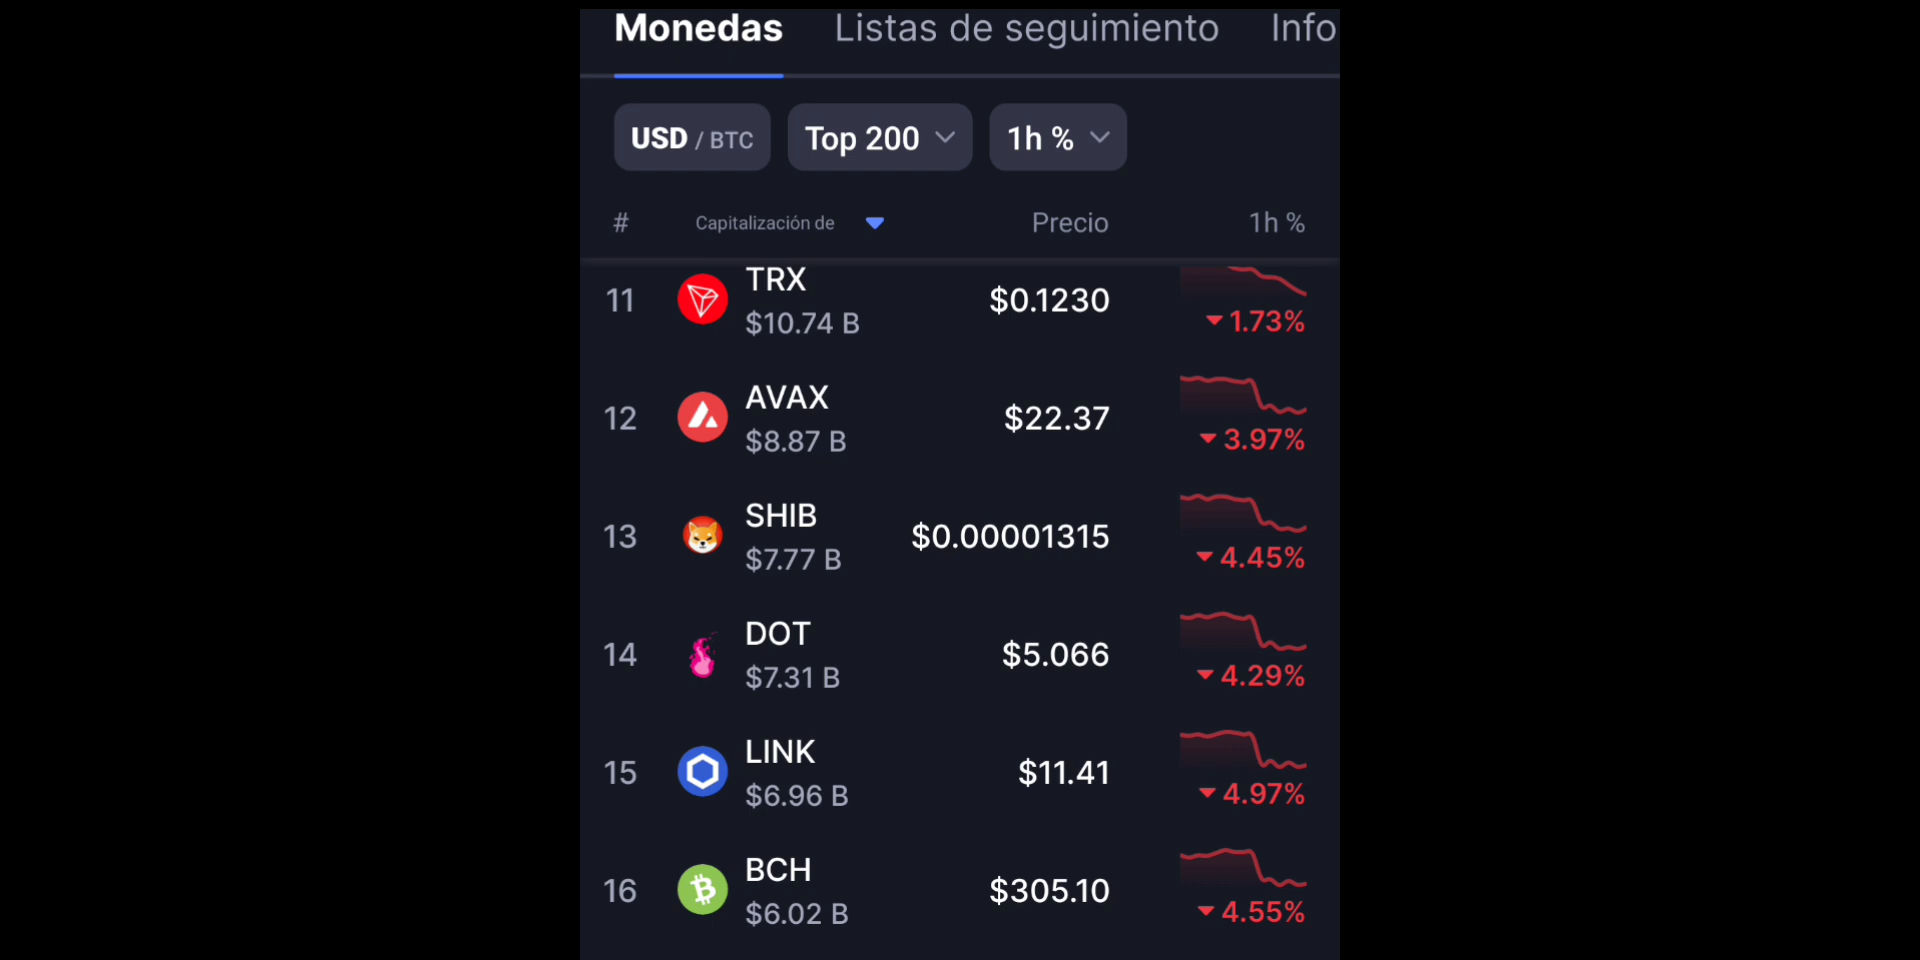 Monedas Listas de seguimiento Info
USD / BTC Top 200 1h %
# Capitalización de Precio 1h %
11 TRX $0.1230
$10.74 B 1.73%
12 AVAX $22.37
$8.87 B 3.97%
13 SHIB $0.00001315
$7.77 B 4.45%
14 DOT $5.066
$7.31 B 4.29%
15 LINK $11.41
$6.96 B 4.97%
16 BCH $305.10
$6.02 B 4.55%